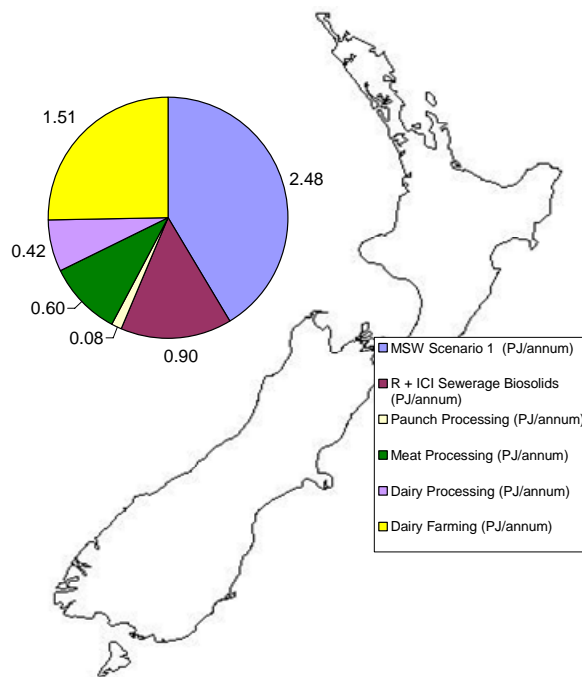 1.51
2.48
0.42
0.60
0.08
0.90
MSW Scenario 1 (PJ/annum)
R + ICI Sewerage Biosolids
(PJ/annum)
Paunch Processing (PJ/annum)
Meat Processing (PJ/annum)
Dairy Processing (PJ/annum)
Dairy Farming (PJ/annum)